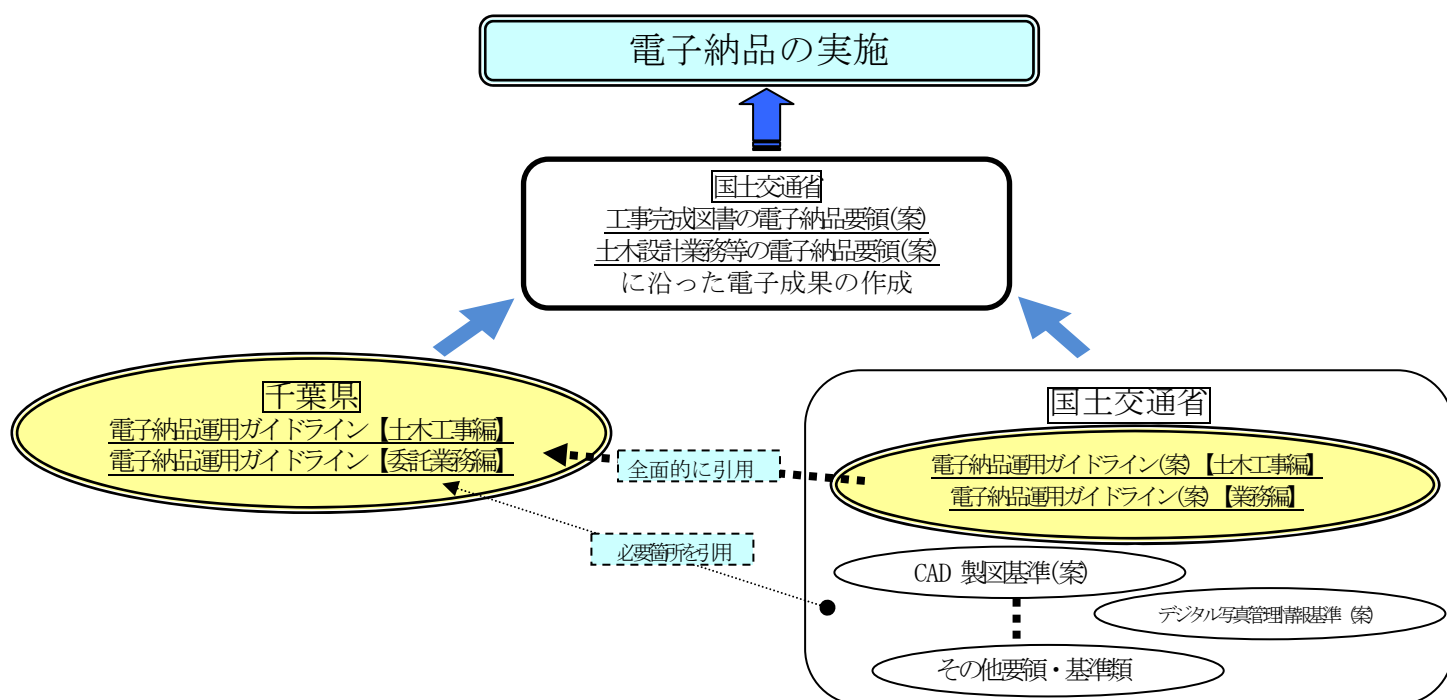 電子納品の実施
国土交通省
工事完成図書の電子納品要領(案)
土木設計業務等の電子納品要領(案)
に沿った電子成果の作成
千葉県
電子納品運用ガイドライン【土木工事編】
電子納品運用ガイドライン【委託業務編】
全面的に引用
必要箇所を引用
国土交通省
電子納品運用ガイドライン(案)【土木工事編】
電子納品運用ガイドライン(案)【業務編】
CAD 製図基準(案)
デジタル写真管理情報基準 (案)
その他要領・基準類